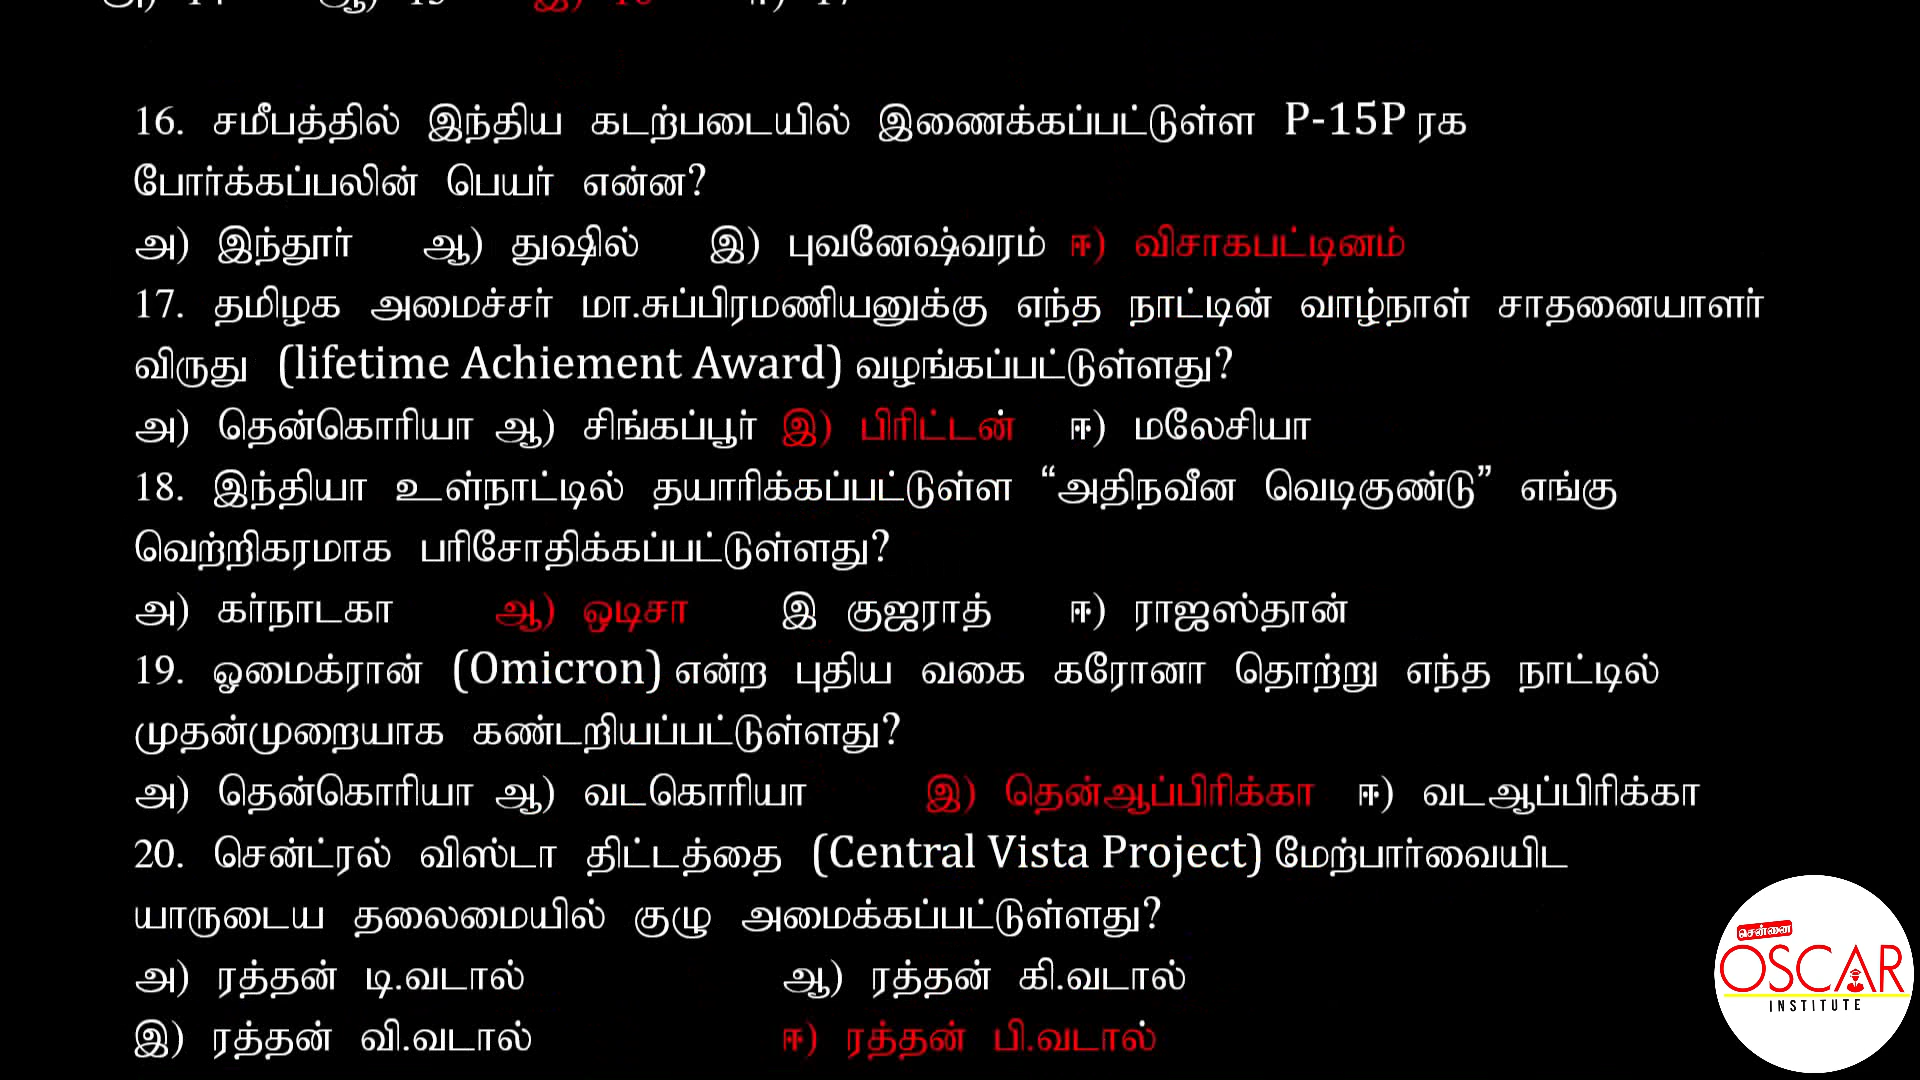 16. சமீபத்தில் இந்திய கடற்படையில் இணைக்கப்பட்டுள்ள P-15P ரக
போர்க்கப்பலின் பெயர் என்ன?
அ) இந்தூர் ஆ) துஷில் இ) புவனேஷ்வரம் ஈ) விசாகபட்டினம்
17. தமிழக அமைச்சர் மா.சுப்பிரமணியனுக்கு எந்த நாட்டின் வாழ்நாள் சாதனையாளர்
விருது (lifetime Achiement Award) வழங்கப்பட்டுள்ளது?
அ) தென்கொரியா ஆ) சிங்கப்பூர் இ) பிரிட்டன் ஈ) மலேசியா
18. இந்தியா உள்நாட்டில் தயாரிக்கப்பட்டுள்ள “அதிநவீன வெடிகுண்டு” எங்கு
வெற்றிகரமாக பரிசோதிக்கப்பட்டுள்ளது?
அ) கர்நாடகா ஆ) ஒடிசா இ குஜராத் ஈ) ராஜஸ்தான்
19. ஓமைக்ரான் (Omicron) என்ற புதிய வகை கரோனா தொற்று எந்த நாட்டில்
முதன்முறையாக கண்டறியப்பட்டுள்ளது?
அ) தென்கொரியா ஆ) வடகொரியா இ) தென்ஆப்பிரிக்கா ஈ) வடஆப்பிரிக்கா
20. சென்ட்ரல் விஸ்டா திட்டத்தை (Central Vista Project) மேற்பார்வையிட
யாருடைய தலைமையில் குழு அமைக்கப்பட்டுள்ளது?
அ) ரத்தன் டி.வடால் ஆ) ரத்தன் கி.வடால்
இ) ரத்தன் வி.வடால் ஈ) ரத்தன் பி.வடால்
சென்னை
OSCAR
INSTITUTE